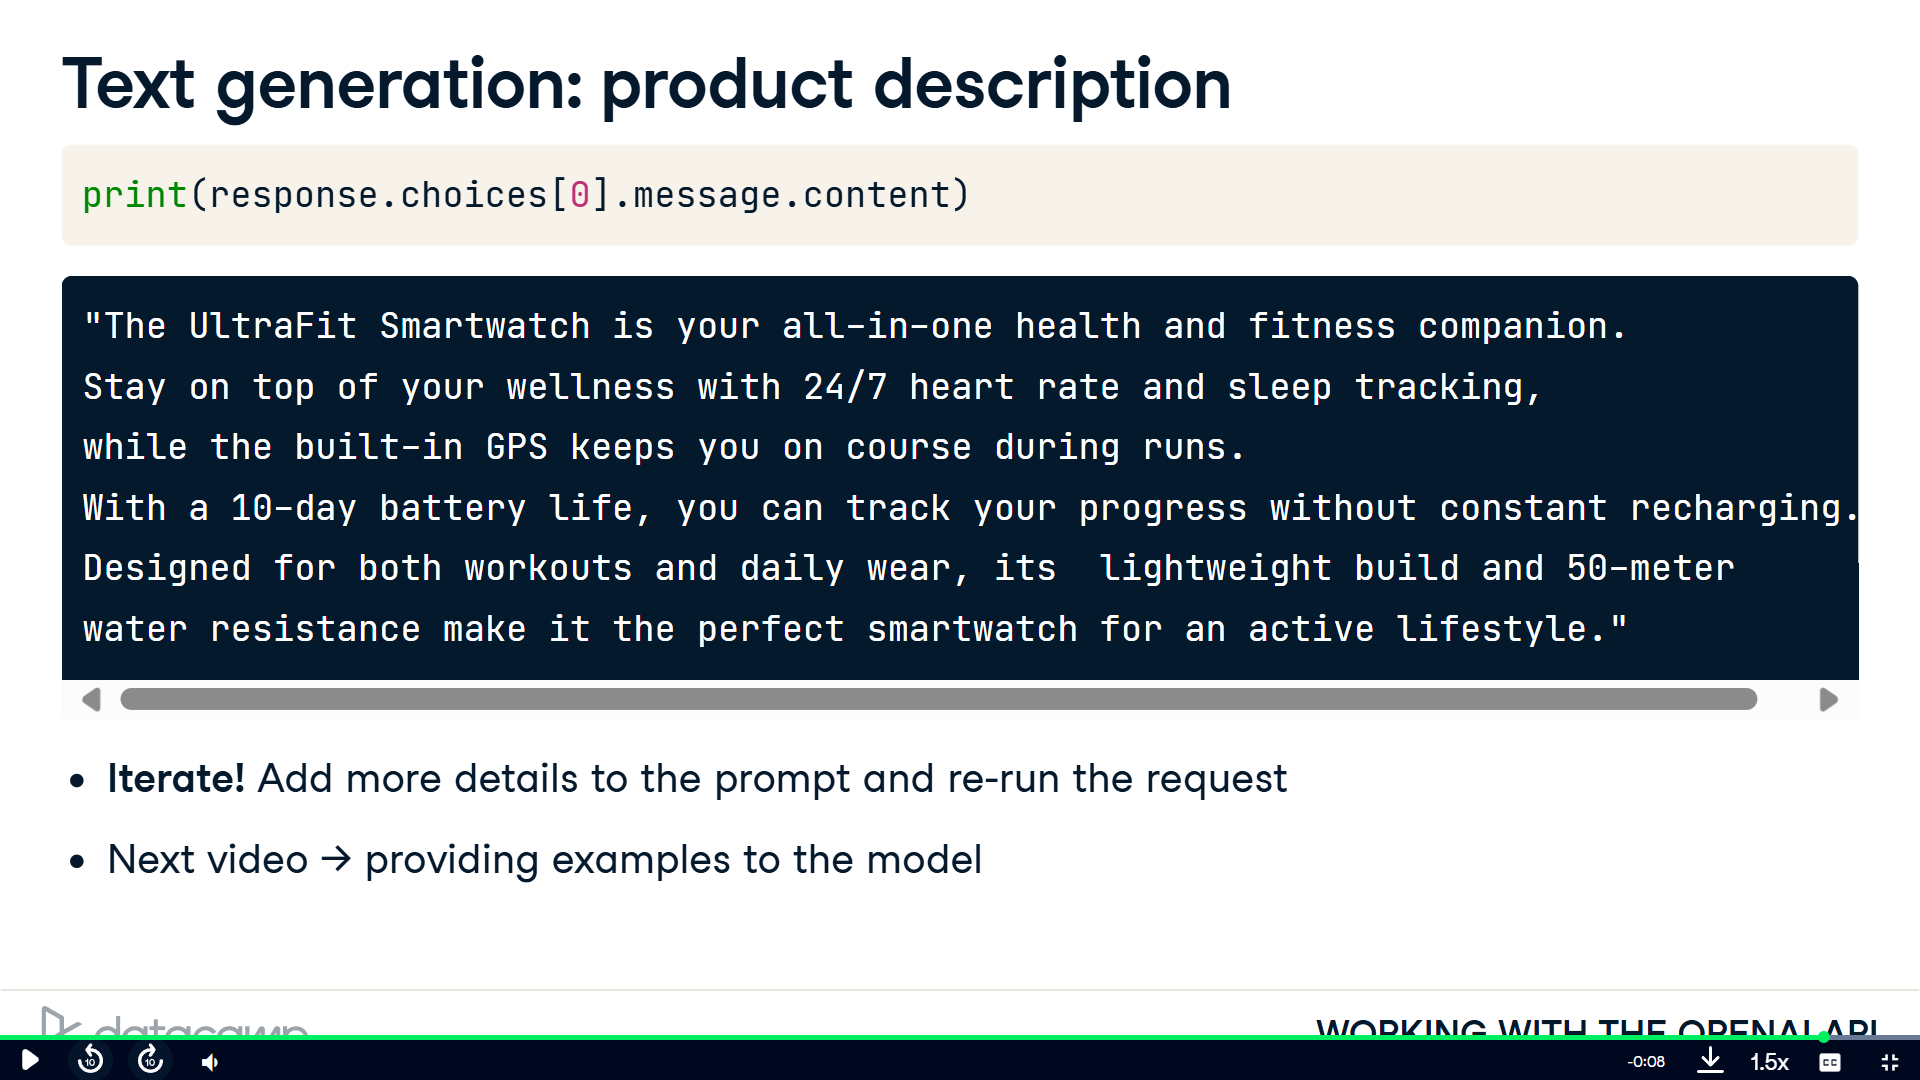 Text generation: product description
print(response.choices[0].message.content)
"The UltraFit Smartwatch is your all-in-one health and fitness companion.
Stay on top of your wellness with 24/7 heart rate and sleep tracking,
while the built-in GPS keeps you on course during runs.
With a 10-day battery life, you can track your progress without constant recharging.
Designed for both workouts and daily wear, its  lightweight build and 50-meter
water resistance make it the perfect smartwatch for an active lifestyle."
• Iterate! Add more details to the prompt and re-run the request
• Next video → providing examples to the model
datacamp
WORKING WITH THE OPENAI API
10 10 -0:08 1.5x CC